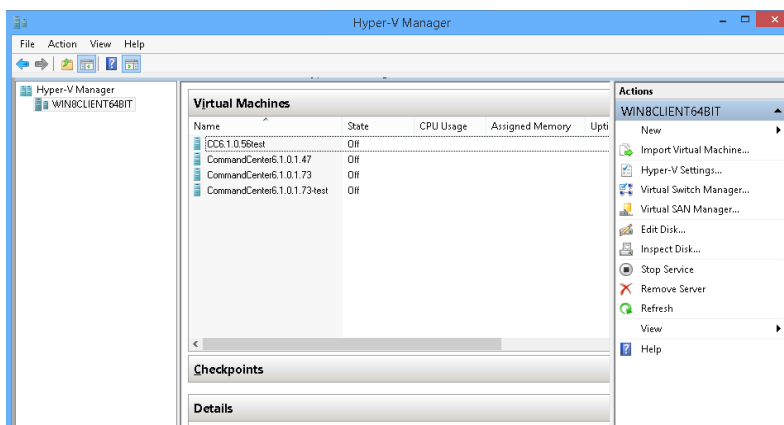 Hyper-V Manager
File Action View Help
Hyper-V Manager
WIN8CLIENT64BIT
Virtual Machines
Name State CPU Usage Assigned Memory Upti
CC6.1.0.56test Off
CommandCenter6.1.0.1.47 Off
CommandCenter6.1.0.1.73 Off
CommandCenter6.1.0.1.73-test Off
Checkpoints
Details
Actions
WIN8CLIENT64BIT
New
Import Virtual Machine...
Hyper-V Settings...
Virtual Switch Manager...
Virtual SAN Manager...
Edit Disk...
Inspect Disk...
Stop Service
Remove Server
Refresh
View
Help